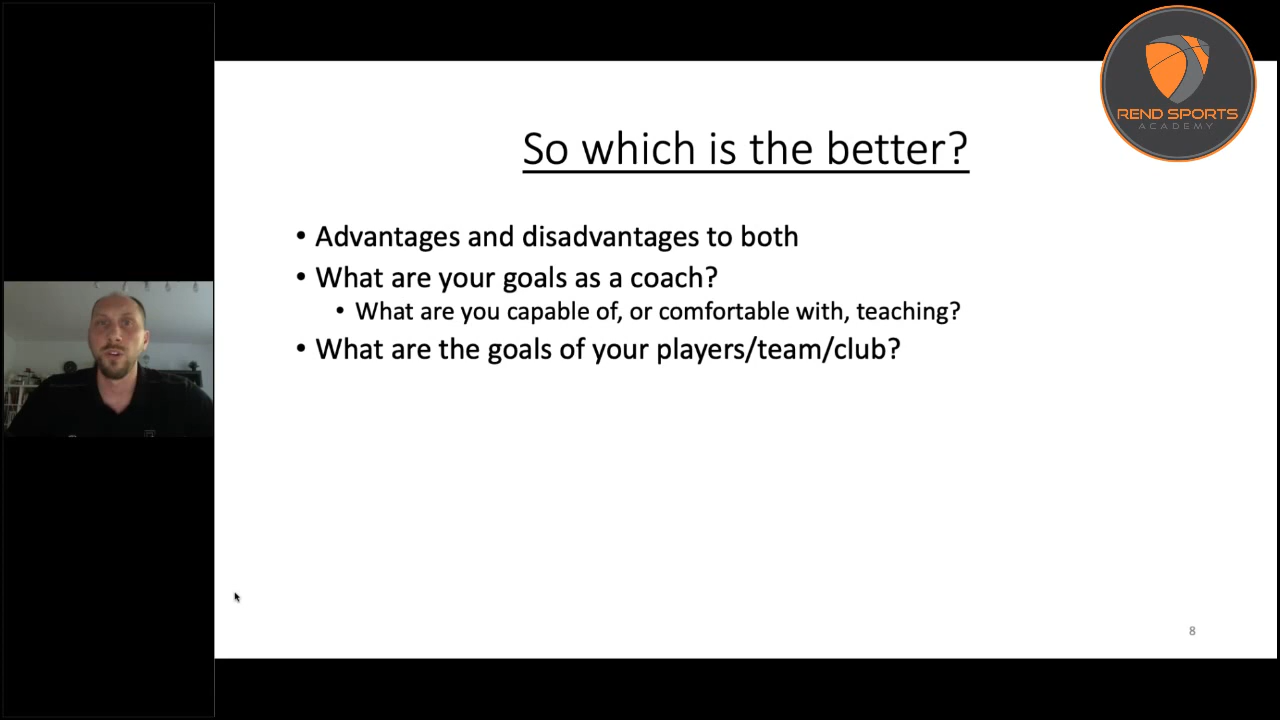 REND SPORTS
ACADEMY
So which is the better?
• Advantages and disadvantages to both
• What are your goals as a coach?
• What are you capable of, or comfortable with, teaching?
• What are the goals of your players/team/club?
8